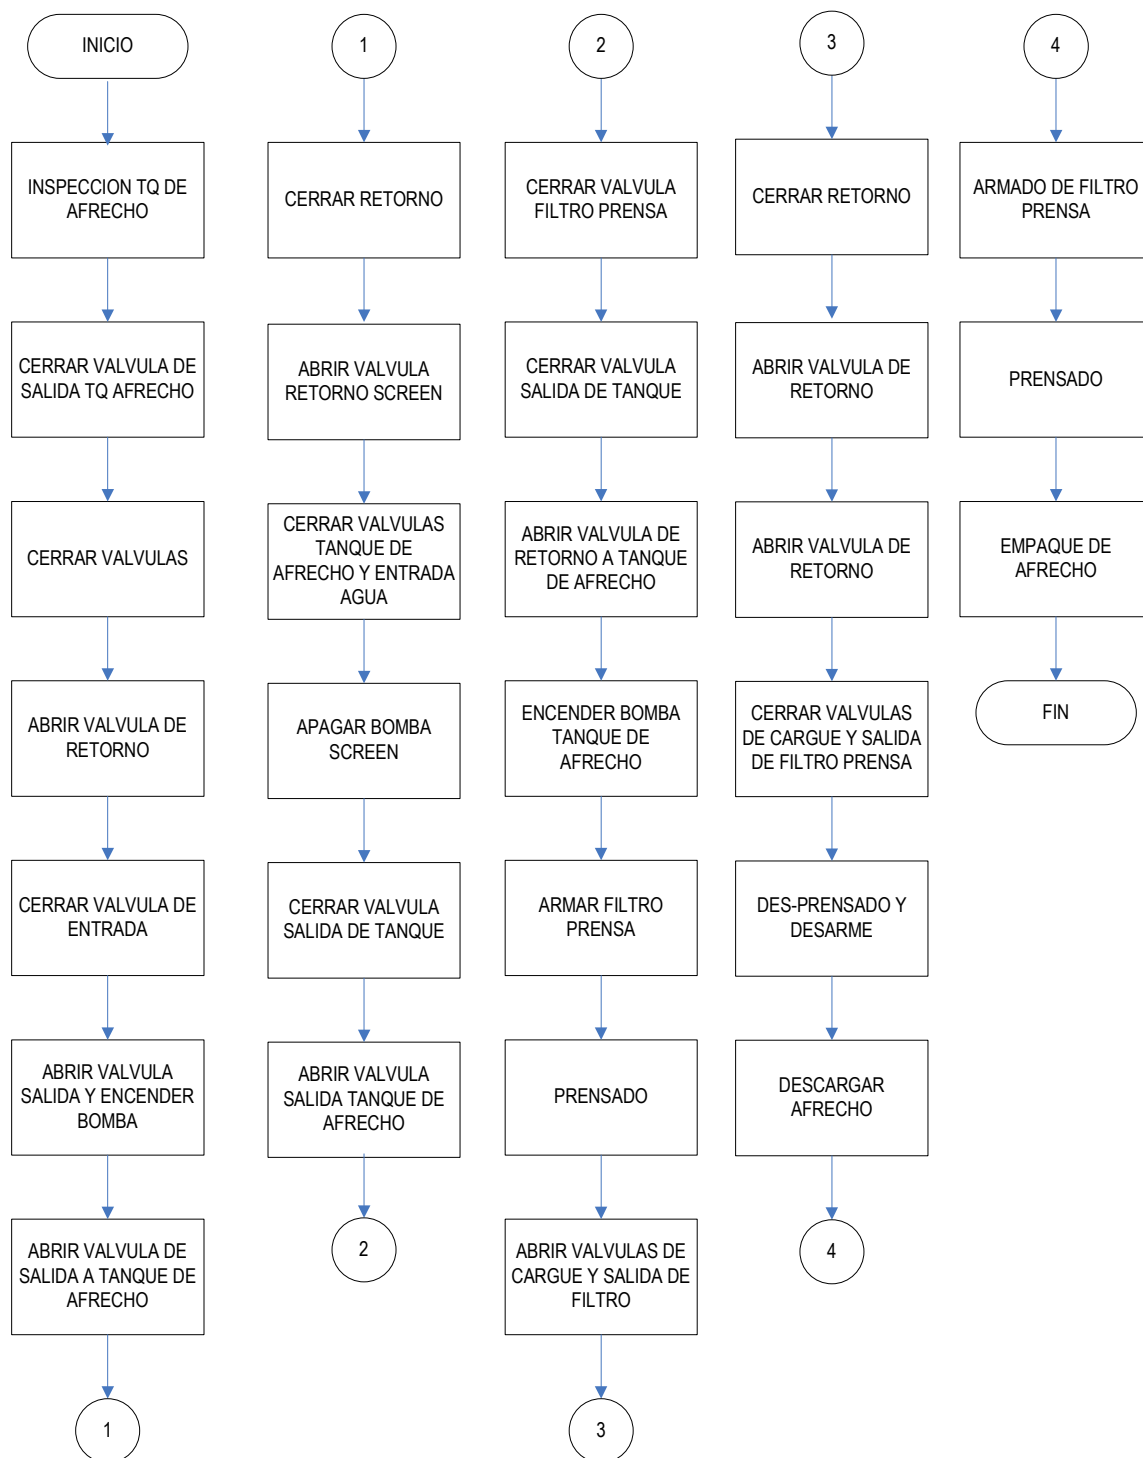 INICIO
INSPECCION TQ DE
AFRECHO
CERRAR VALVULA DE
SALIDA TQ AFRECHO
CERRAR VALVULAS
ABRIR VALVULA DE
RETORNO
CERRAR VALVULA DE
ENTRADA
ABRIR VALVULA
SALIDA Y ENCENDER
BOMBA
ABRIR VALVULA DE
SALIDA A TANQUE DE
AFRECHO
1
1
CERRAR RETORNO
ABRIR VALVULA
RETORNO SCREEN
CERRAR VALVULAS
TANQUE DE
AFRECHO Y ENTRADA
AGUA
APAGAR BOMBA
SCREEN
CERRAR VALVULA
SALIDA DE TANQUE
ABRIR VALVULA
SALIDA TANQUE DE
AFRECHO
2
2
CERRAR VALVULA
FILTRO PRENSA
CERRAR VALVULA
SALIDA DE TANQUE
ABRIR VALVULA DE
RETORNO A TANQUE
DE AFRECHO
ENCENDER BOMBA
TANQUE DE
AFRECHO
ARMAR FILTRO
PRENSA
PRENSADO
ABRIR VALVULAS DE
CARGUE Y SALIDA DE
FILTRO
3
3
CERRAR RETORNO
ABRIR VALVULA DE
RETORNO
ABRIR VALVULA DE
RETORNO
CERRAR VALVULAS
DE CARGUE Y SALIDA
DE FILTRO PRENSA
DES-PRENSADO Y
DESARME
DESCARGAR
AFRECHO
4
4
ARMADO DE FILTRO
PRENSA
PRENSADO
EMPAQUE DE
AFRECHO
FIN